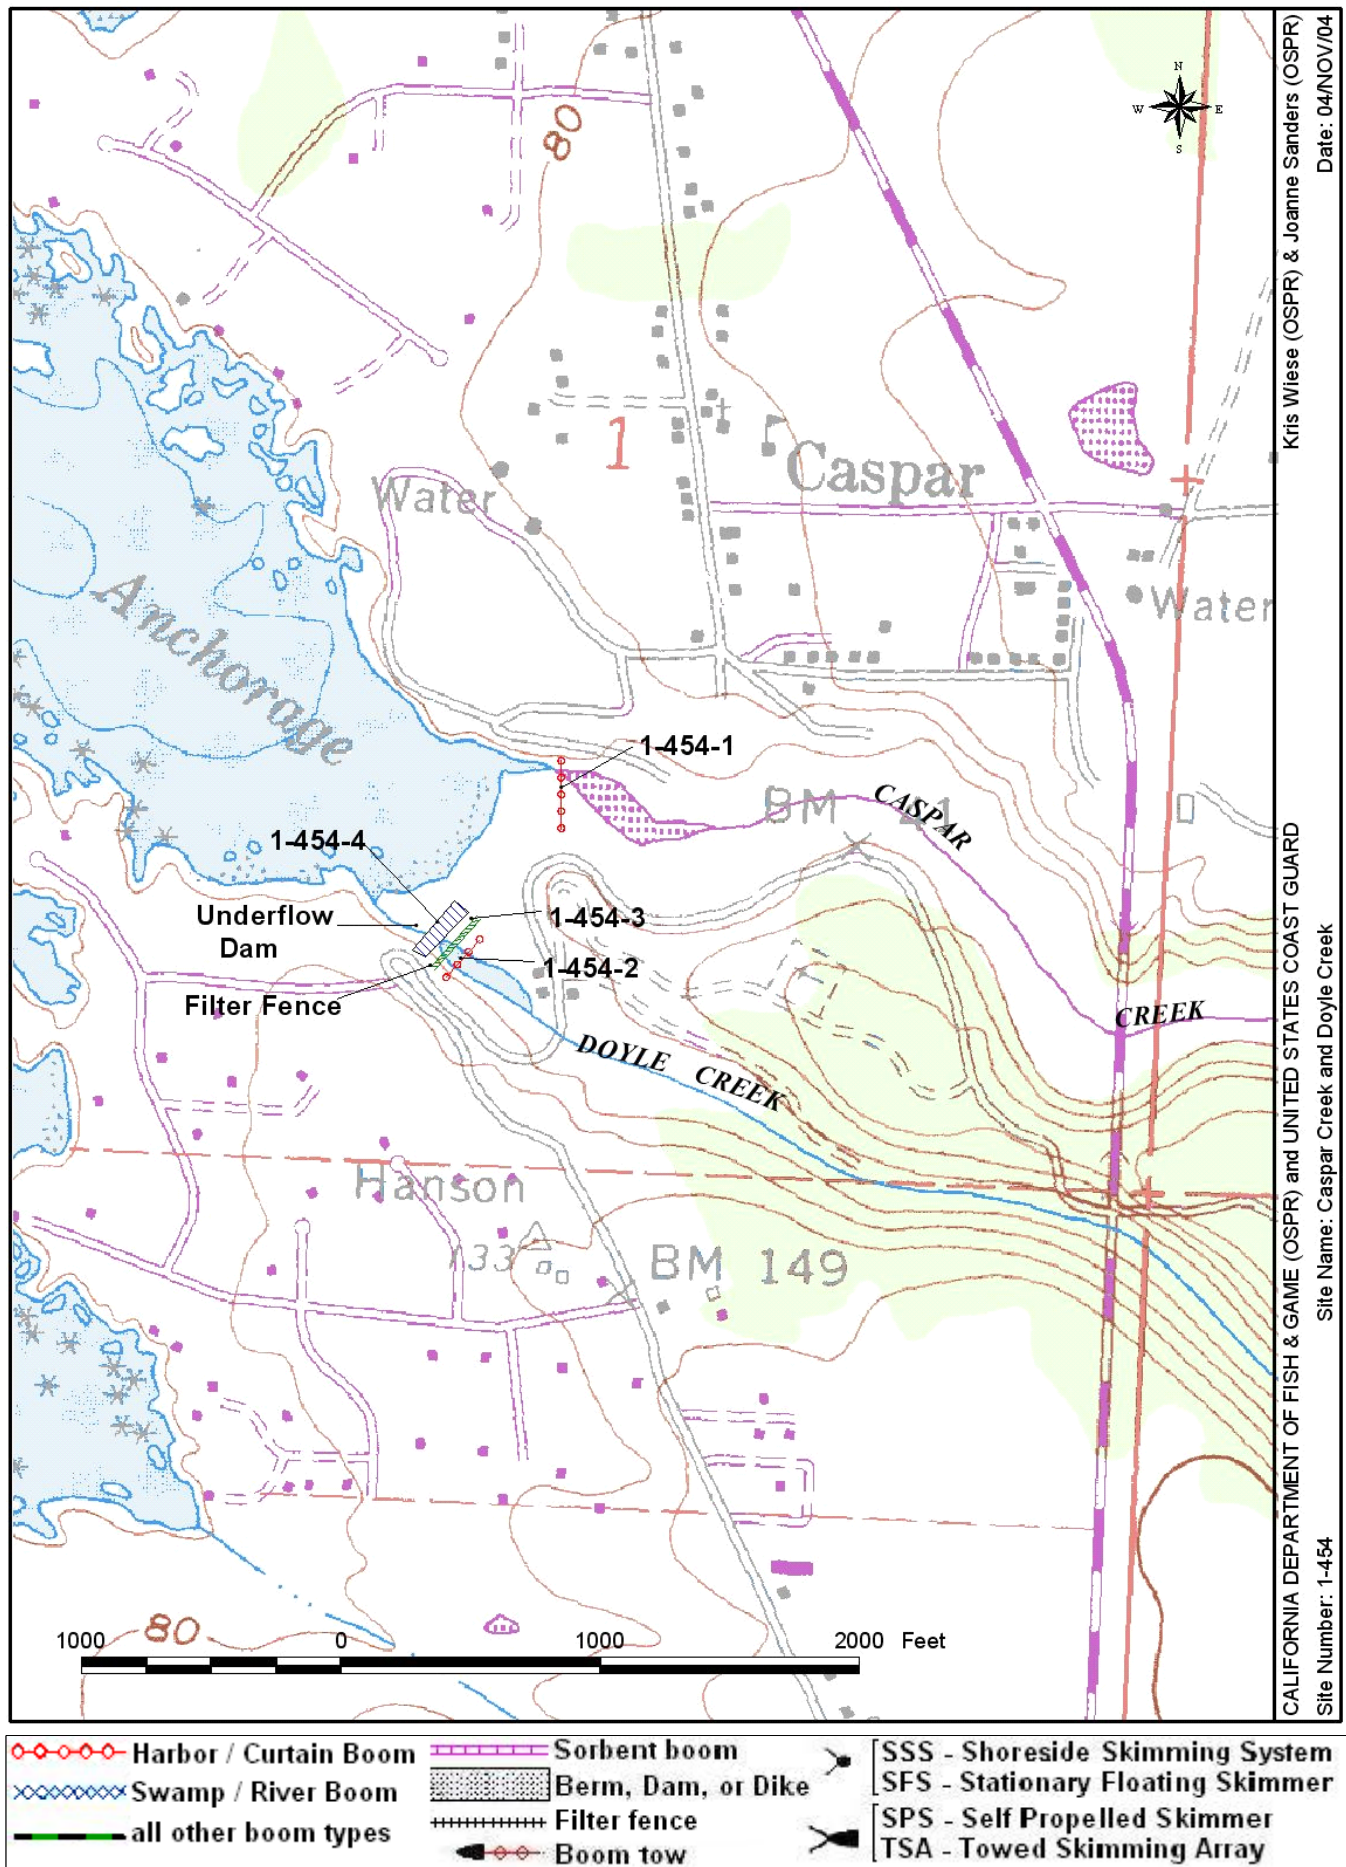 N
W E
S
80
1
Caspar
Water
Water
Anchorage
1-454-1
BM 21
CASPAR
1-454-4
Underflow
Dam
1-454-3
1-454-2
Filter Fence
CREEK
DOYLE CREEK
Hanson
133
BM 149
80
1000 0 1000 2000 Feet
CALIFORNIA DEPARTMENT OF FISH & GAME (OSPR) and UNITED STATES COAST GUARD
Kris Wiese (OSPR) & Joanne Sanders (OSPR)
Site Number: 1-454
Site Name: Caspar Creek and Doyle Creek
Date: 04/NOV/04
Harbor / Curtain Boom
Swamp / River Boom
all other boom types
Sorbent boom
Berm, Dam, or Dike
Filter fence
Boom tow
SSS - Shoreside Skimming System
SFS - Stationary Floating Skimmer
SPS - Self Propelled Skimmer
TSA - Towed Skimming Array